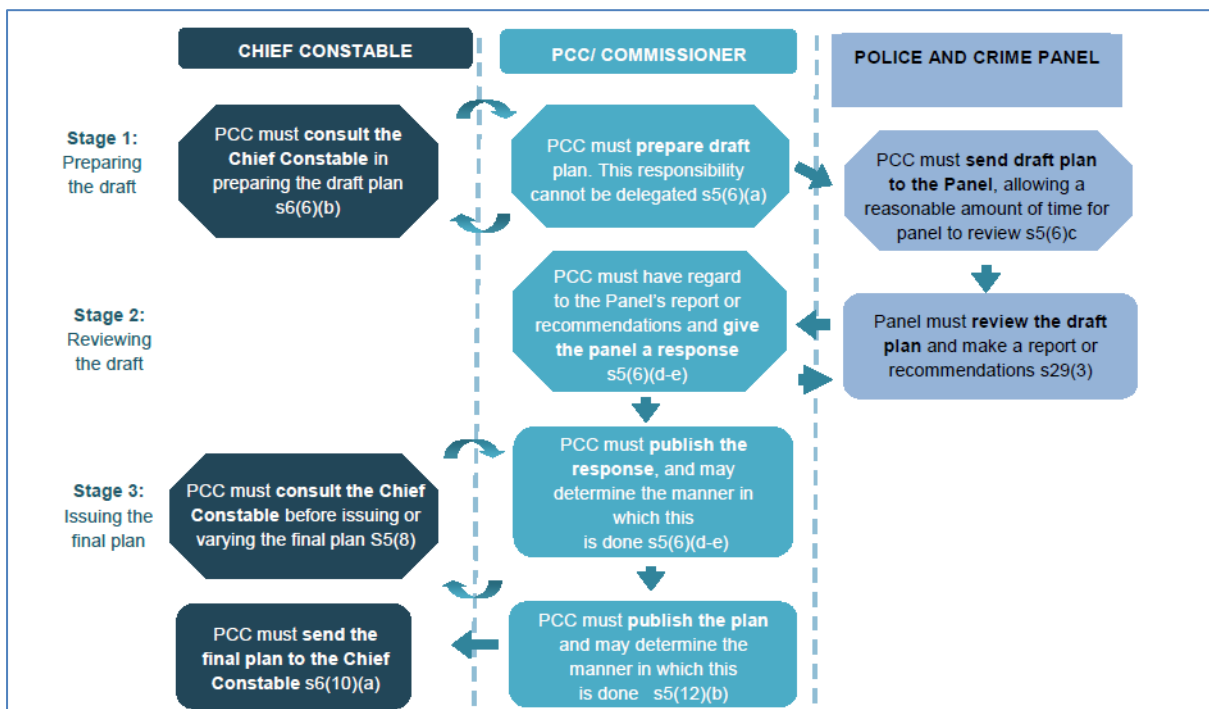 CHIEF CONSTABLE
PCC/ COMMISSIONER
POLICE AND CRIME PANEL
Stage 1:
Preparing
the draft
PCC must consult the
Chief Constable in
preparing the draft plan
s6(6)(b)
PCC must prepare draft
plan. This responsibility
cannot be delegated s5(6)(a)
PCC must send draft plan
to the Panel, allowing a
reasonable amount of time for
panel to review s5(6)c
Stage 2:
Reviewing
the draft
PCC must have regard
to the Panel's report or
recommendations and give
the panel a response
s5(6)(d-e)
Panel must review the draft
plan and make a report or
recommendations s29(3)
Stage 3:
Issuing the
final plan
PCC must consult the Chief
Constable before issuing or
varying the final plan S5(8)
PCC must publish the
response, and may
determine the manner in
which this
is done s5(6)(d-e)
PCC must send the
final plan to the Chief
Constable s6(10)(a)
PCC must publish the plan
and may determine the
manner in which this
is done s5(12)(b)